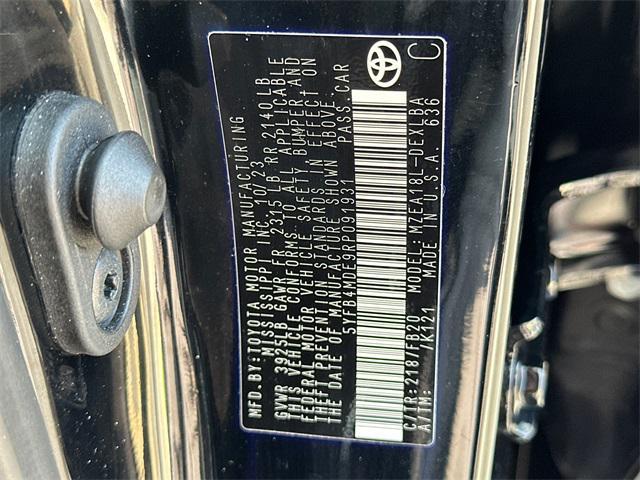 MFD.BY:TOYOTA MOTOR MANUFACTURING
MISSISSIPPI INC. 10/23
GVWR 3925LB GAWR FR 2315 LB RR 2140 LB
THIS VEHICLE CONFORMS TO ALL APPLICABLE
FEDERAL MOTOR VEHICLE SAFETY BUMPER, AND
THEFT PREVENTION STANDARDS IN EFFECT ON
THE DATE OF MANUFACTURE SHOWN ABOVE.
5YFB4MDE9RP091931 PASS.CAR
C/TR:218/FB20 MODEL:MZEA18L-DEXLBA
A/TM: /K121 MADE IN U.S.A. 636
C